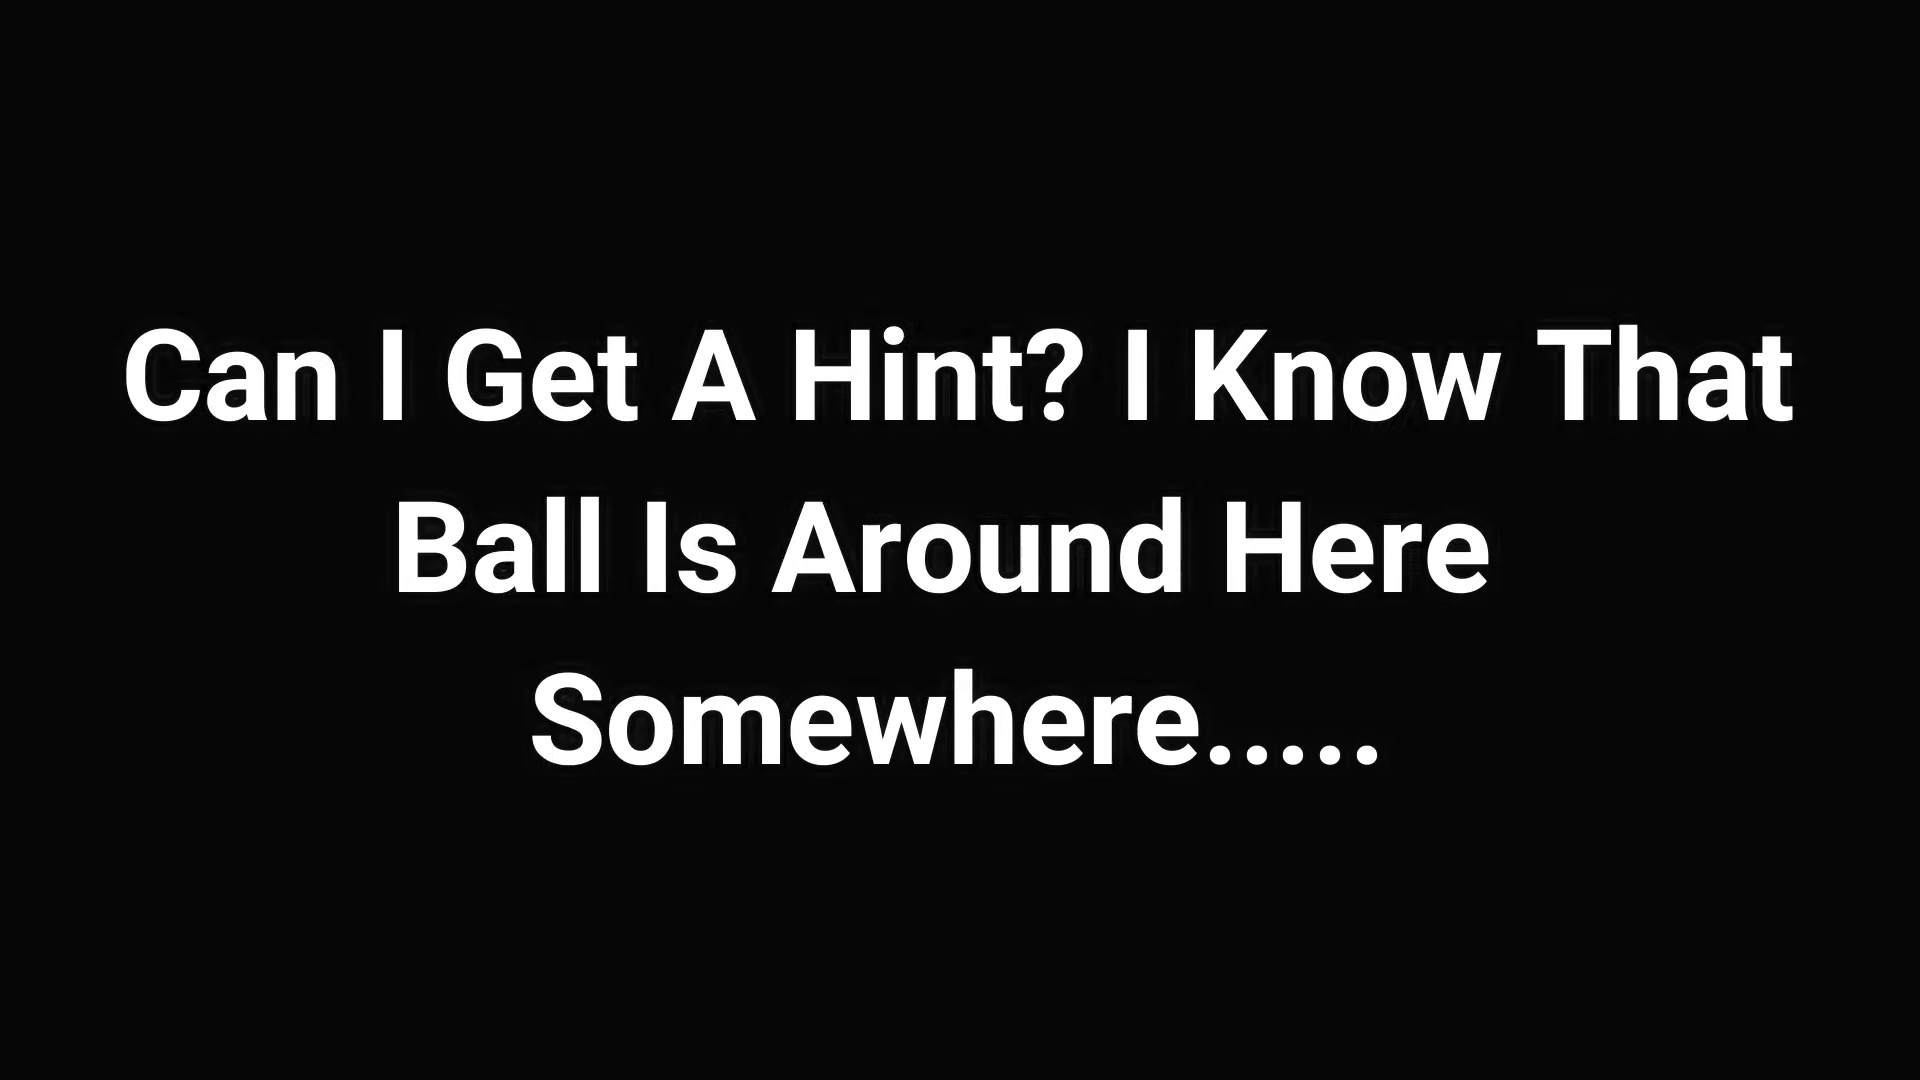 Can I Get A Hint? I Know That
Ball Is Around Here
Somewhere.....